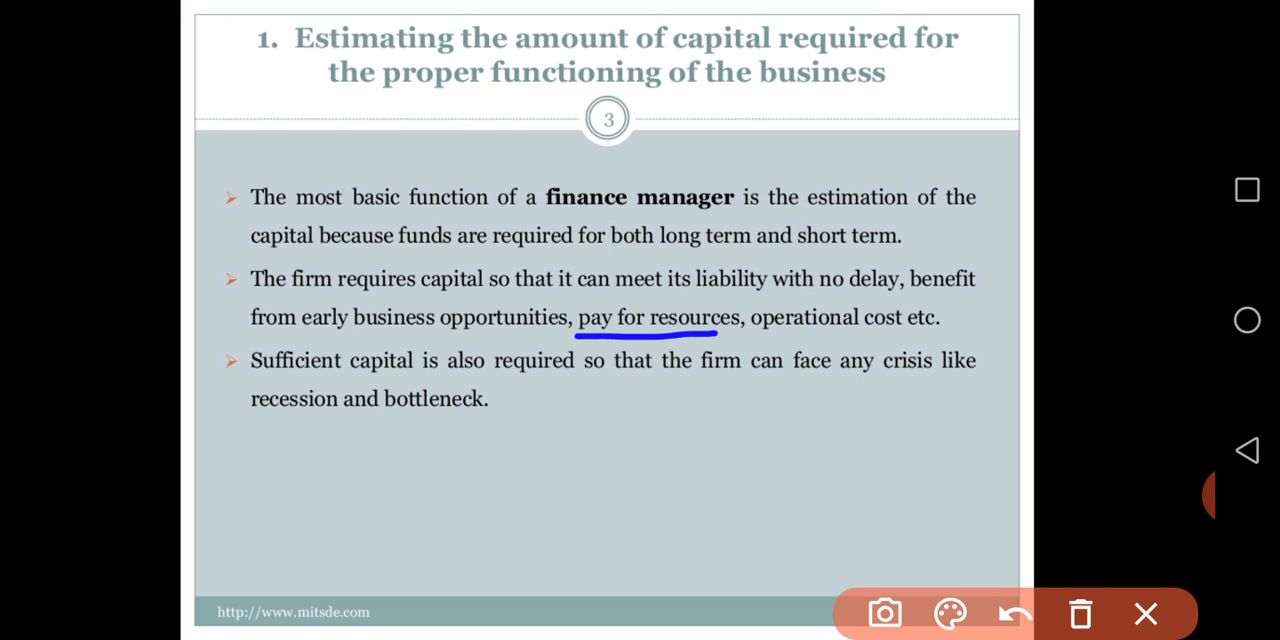 1. Estimating the amount of capital required for
the proper functioning of the business
3
The most basic function of a finance manager is the estimation of the
capital because funds are required for both long term and short term.
The firm requires capital so that it can meet its liability with no delay, benefit
from early business opportunities, pay for resources, operational cost etc.
Sufficient capital is also required so that the firm can face any crisis like
recession and bottleneck.
http://www.mitsde.com